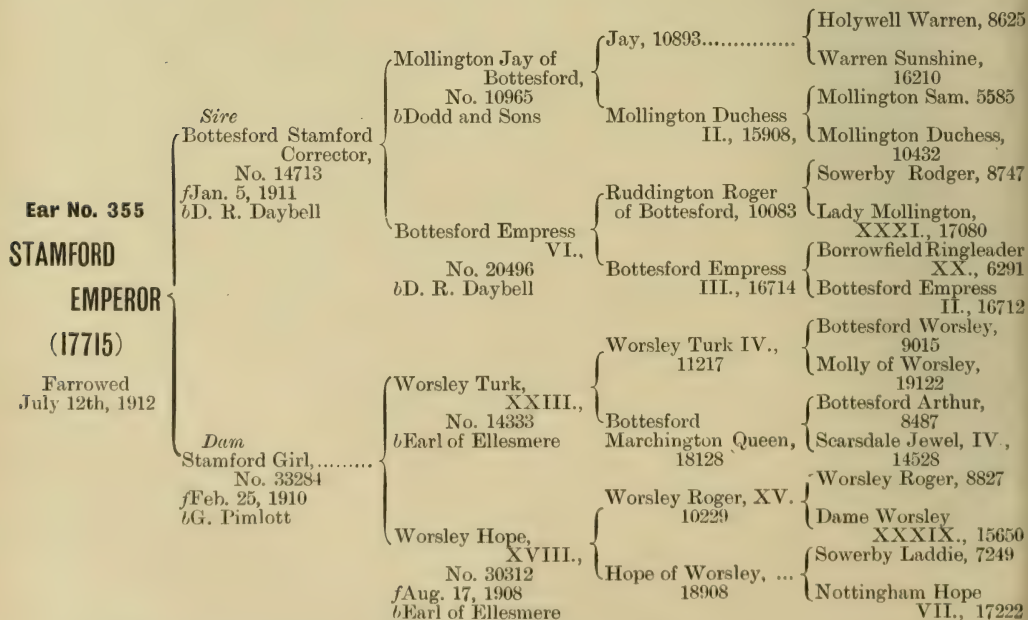 Ear No. 355
STAMFORD
EMPEROR
(17715)
Farrowed
July 12th, 1912
Sire
Bottesford Stamford
Corrector,
No. 14713
fJan. 5, 1911
bD. R. Daybell
Dam
Stamford Girl,.........
No. 33284
fFeb. 25, 1910
bG. Pimlott
Mollington Jay of
Bottesford,
No. 10965
bDodd and Sons
Bottesford Empress
VI.,
No. 20496
bD. R. Daybell
Worsley Turk,
XXIII.,
No. 14333
bEarl of Ellesmere
Worsley Hope,
XVIII.,
No. 30312
fAug. 17, 1908
bEarl of Ellesmere
Jay, 10893...............
Mollington Duchess
II., 15908,
Ruddington Roger
of Bottesford, 10083
Bottesford Empress
III., 16714
Worsley Turk IV.,
11217
Bottesford
Marchington Queen,
18128
Worsley Roger, XV.
10229
Hope of Worsley, ...
18908
Holywell Warren, 8625
Warren Sunshine,
16210
Mollington Sam. 5585
Mollington Duchess,
10432
Sowerby Rodger, 8747
Lady Mollington,
XXXI., 17080
Borrowfield Ringleader
XX., 6291
Bottesford Empress
II., 16712
Bottesford Worsley,
9015
Molly of Worsley,
19122
Bottesford Arthur,
8487
Scarsdale Jewel, IV.,
14528
Worsley Roger, 8827
Dame Worsley
XXXIX., 15650
Sowerby Laddie, 7249
Nottingham Hope
VII., 17222